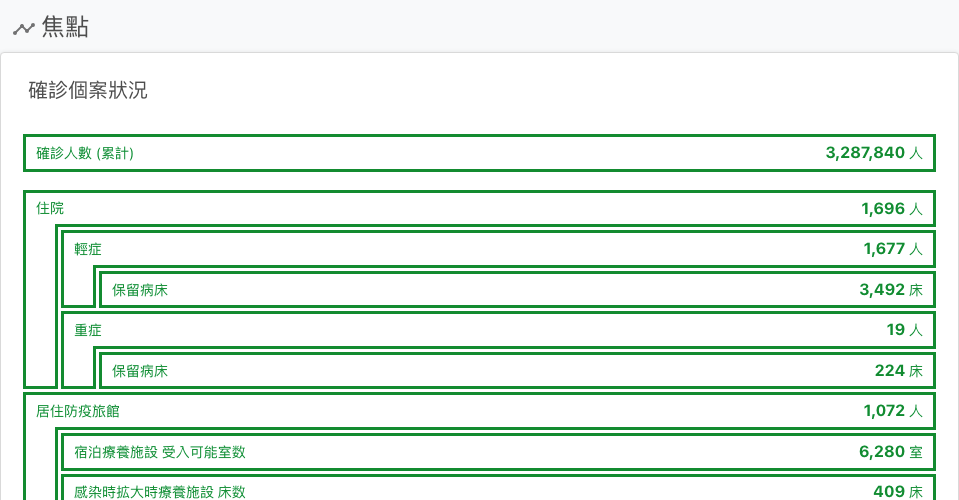 焦點
確診個案狀況
確診人數 (累計) 3,287,840 人
住院 1,696 人
輕症 1,677 人
保留病床 3,492 床
重症 19 人
保留病床 224 床
居住防疫旅館 1,072 人
宿泊療養施設 受入可能室数 6,280 室
感染時拡大時療養施設 床数 409 床